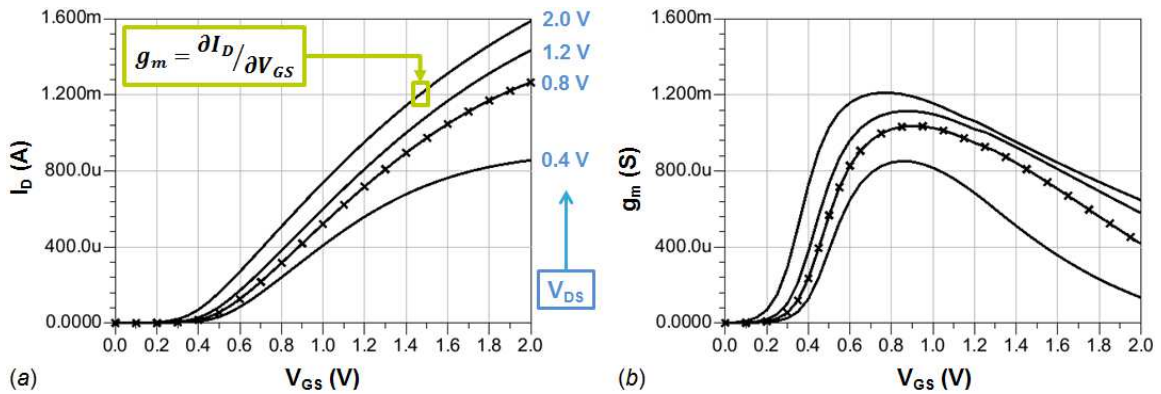 1.600m
1.200m
800.0u
400.0u
0.0000
I_D (A)
g_m = ∂I_D/∂V_GS
2.0 V
1.2 V
0.8 V
0.4 V
V_DS
0.0 0.2 0.4 0.6 0.8 1.0 1.2 1.4 1.6 1.8 2.0
(a) V_GS (V)
1.600m
1.200m
800.0u
400.0u
0.0000
g_m (S)
0.0 0.2 0.4 0.6 0.8 1.0 1.2 1.4 1.6 1.8 2.0
(b) V_GS (V)